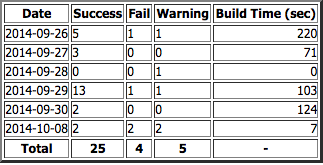 Date Success Fail Warning Build Time (sec)
2014-09-26 5 1 1 220
2014-09-27 3 0 0 71
2014-09-28 0 0 1 0
2014-09-29 13 1 1 103
2014-09-30 2 0 0 124
2014-10-08 2 2 2 7
Total 25 4 5 -